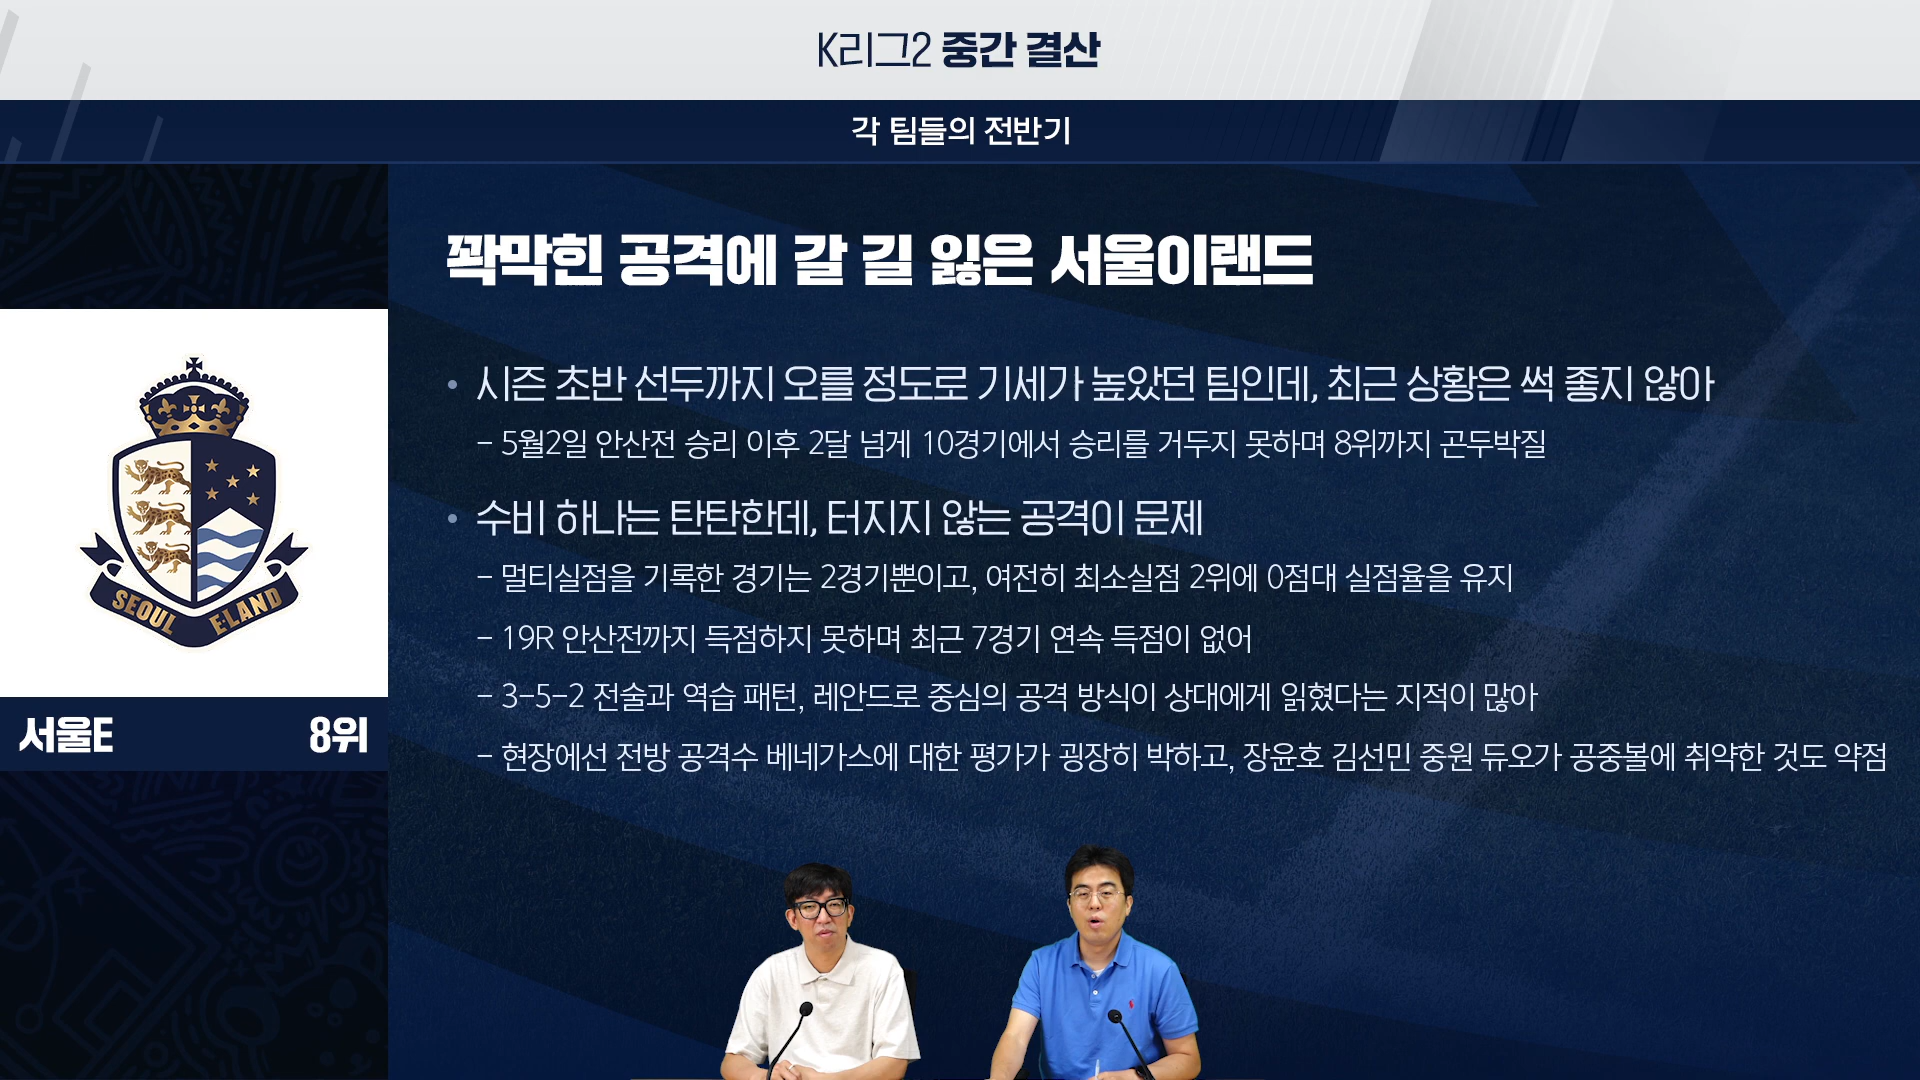 K리그2 중간 결산
각 팀들의 전반기
꽉막힌 공격에 갈 길 잃은 서울이랜드
• 시즌 초반 선두까지 오를 정도로 기세가 높았던 팀인데, 최근 상황은 썩 좋지 않아
- 5월2일 안산전 승리 이후 2달 넘게 10경기에서 승리를 거두지 못하며 8위까지 곤두박질
• 수비 하나는 탄탄한데, 터지지 않는 공격이 문제
- 멀티실점을 기록한 경기는 2경기뿐이고, 여전히 최소실점 2위에 0점대 실점율을 유지
- 19R 안산전까지 득점하지 못하며 최근 7경기 연속 득점이 없어
- 3-5-2 전술과 역습 패턴, 레안드로 중심의 공격 방식이 상대에게 읽혔다는 지적이 많아
- 현장에선 전방 공격수 베네가스에 대한 평가가 굉장히 박하고, 장윤호 김선민 중원 듀오가 공중볼에 취약한 것도 약점
SEOUL E·LAND
서울E 8위